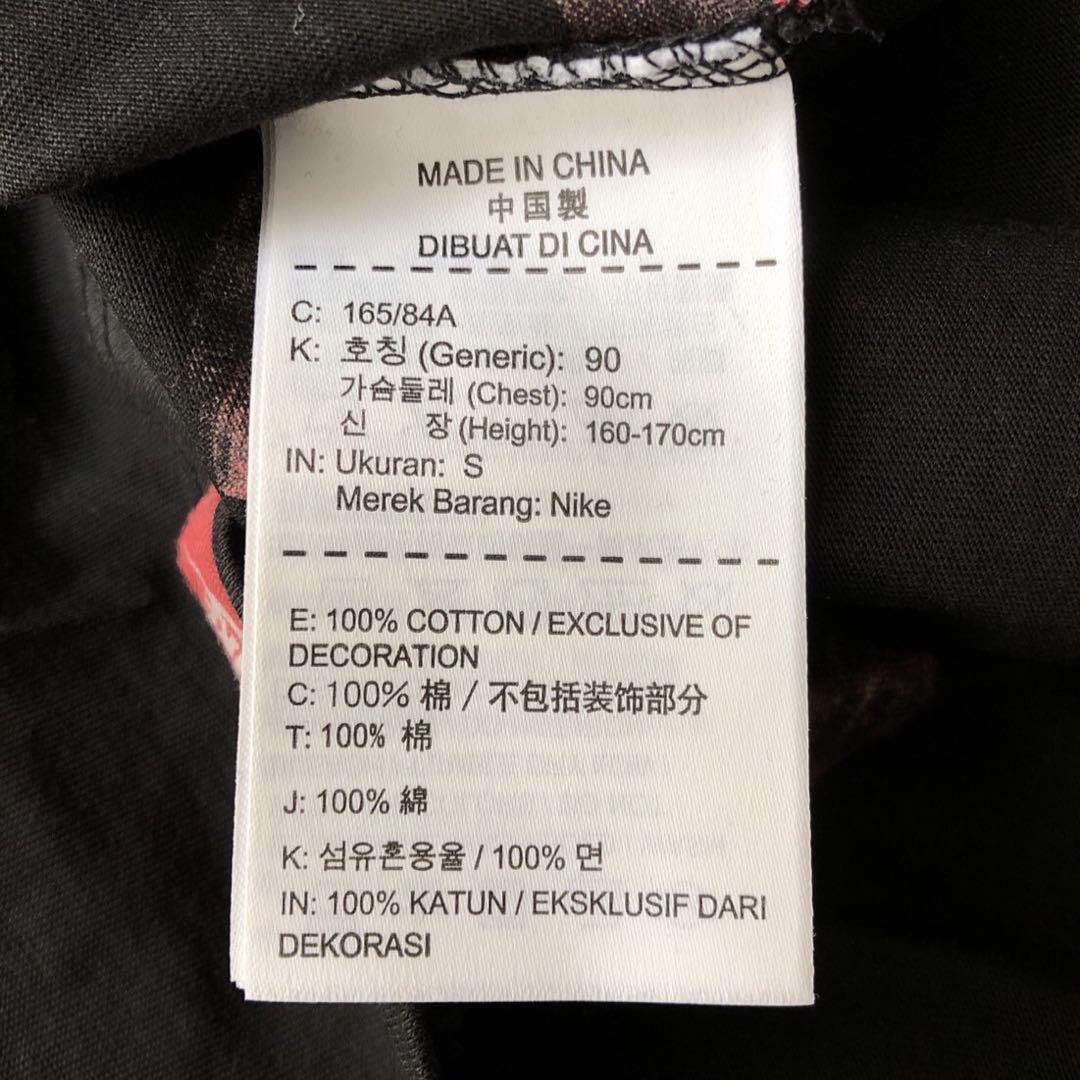 MADE IN CHINA
中国製
DIBUAT DI CINA
C: 165/84A
K: 호칭 (Generic): 90
가슴둘레 (Chest): 90cm
신 장 (Height): 160-170cm
IN: Ukuran: S
Merek Barang: Nike
E: 100% COTTON / EXCLUSIVE OF
DECORATION
C: 100% 棉 / 不包括装饰部分
T: 100% 棉
J: 100% 綿
K: 섬유혼용율 / 100% 면
IN: 100% KATUN / EKSKLUSIF DARI
DEKORASI